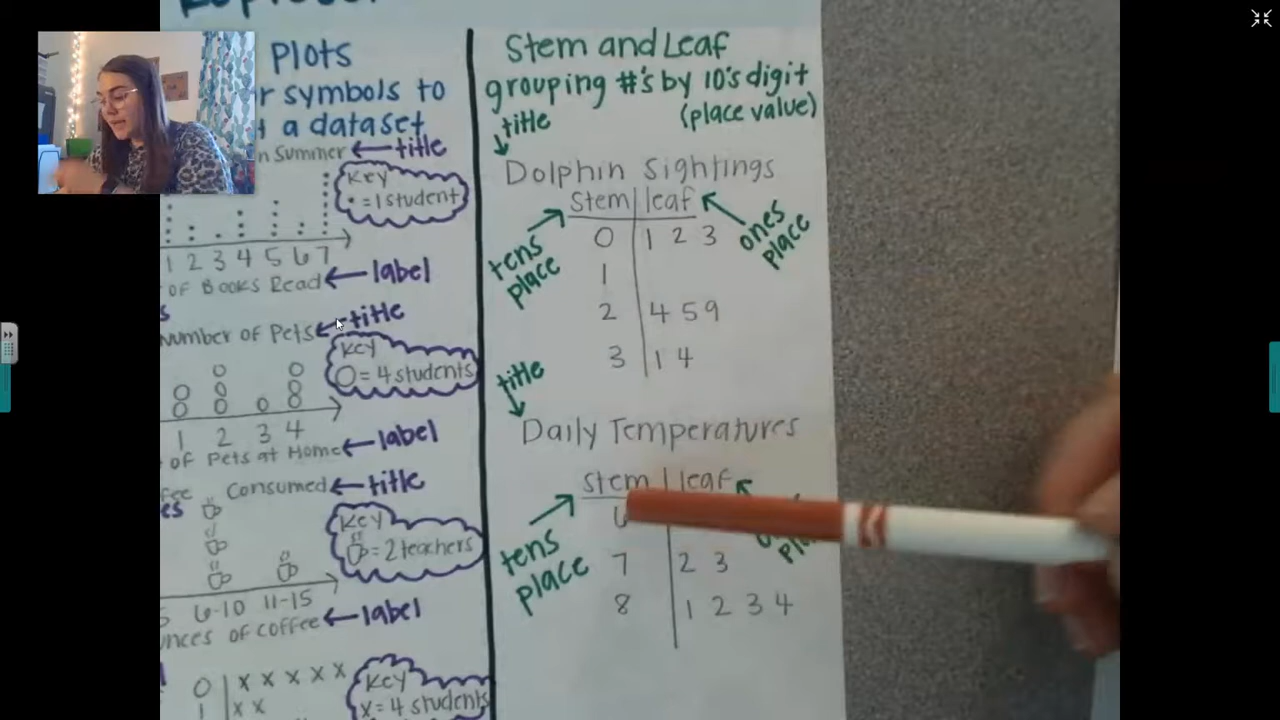 PLOTS
symbols to
a dataset
Summer title
Key
• = 1 student
1 2 3 4 5 6 7
OF Books Read label
Number of Pets title
Key
O = 4 students
1 2 3 4
of Pets at Home label
Consumed title
Key
= 2 teachers
6-10 11-15
of coffee label
0 x x x x x
1 x x
Key
x = 4 students
Stem and Leaf
grouping #'s by 10's digit
(place value)
title
Dolphin Sightings
Stem leaf
tens place
ones place
0 1 2 3
1
2 4 5 9
3 1 4
title
Daily Temperatures
Stem leaf
tens place
7 2 3
8 1 2 3 4